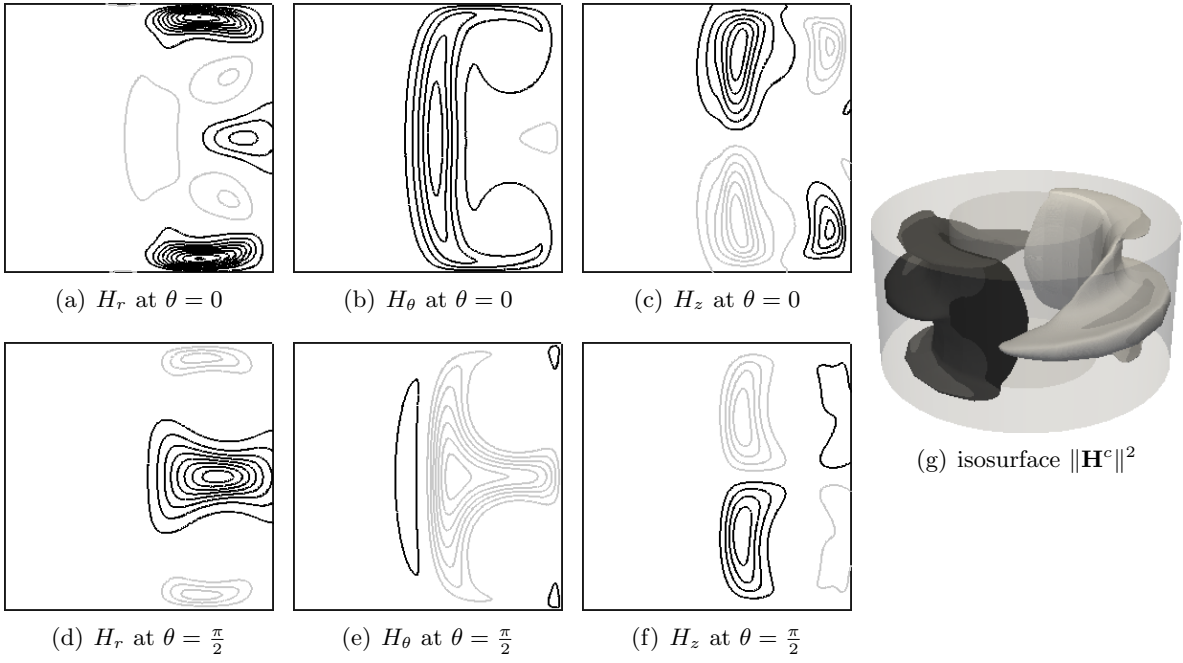 (a) H_r at θ = 0
(b) H_θ at θ = 0
(c) H_z at θ = 0
(d) H_r at θ = π/2
(e) H_θ at θ = π/2
(f) H_z at θ = π/2
(g) isosurface ‖H^c‖²